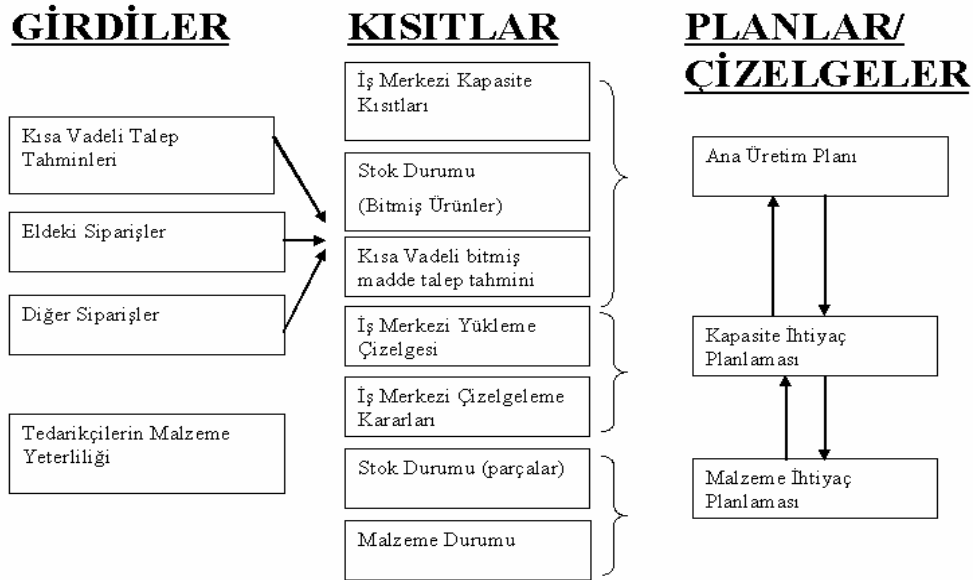 GİRDİLER
Kısa Vadeli Talep
Tahminleri
Eldeki Siparişler
Diğer Siparişler
Tedarikçilerin Malzeme
Yeterliliği
KISITLAR
İş Merkezi Kapasite
Kısıtları
Stok Durumu
(Bitmiş Ürünler)
Kısa Vadeli bitmiş
madde talep tahmini
İş Merkezi Yükleme
Çizelgesi
İş Merkezi Çizelgeleme
Kararları
Stok Durumu (parçalar)
Malzeme Durumu
PLANLAR/
ÇİZELGELER
Ana Üretim Planı
Kapasite İhtiyaç
Planlaması
Malzeme İhtiyaç
Planlaması